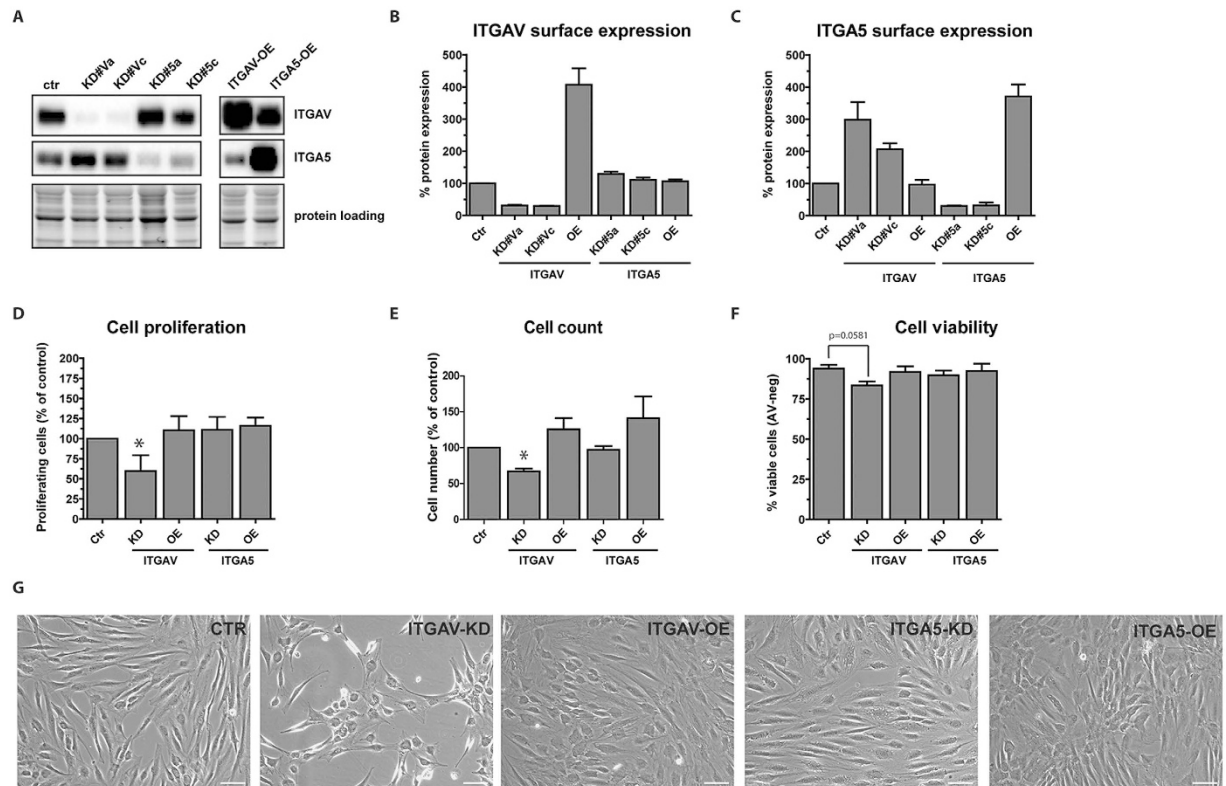 A
ctr
KD#Va
KD#Vc
KD#5a
KD#5c
ITGAV-OE
ITGA5-OE
ITGAV
ITGA5
protein loading
B
ITGAV surface expression
% protein expression
500
400
300
200
100
0
Ctr
KD#Va
KD#Vc
OE
KD#5a
KD#5c
OE
ITGAV
ITGA5
C
ITGA5 surface expression
% protein expression
500
400
300
200
100
0
Ctr
KD#Va
KD#Vc
OE
KD#5a
KD#5c
OE
ITGAV
ITGA5
D
Cell proliferation
Proliferating cells (% of control)
200
175
150
125
100
75
50
25
0
*
Ctr
KD
OE
KD
OE
ITGAV
ITGA5
E
Cell count
Cell number (% of control)
200
150
100
50
0
*
Ctr
KD
OE
KD
OE
ITGAV
ITGA5
F
Cell viability
p=0.0581
% viable cells (AV-neg)
100
75
50
25
0
Ctr
KD
OE
KD
OE
ITGAV
ITGA5
G
CTR
ITGAV-KD
ITGAV-OE
ITGA5-KD
ITGA5-OE